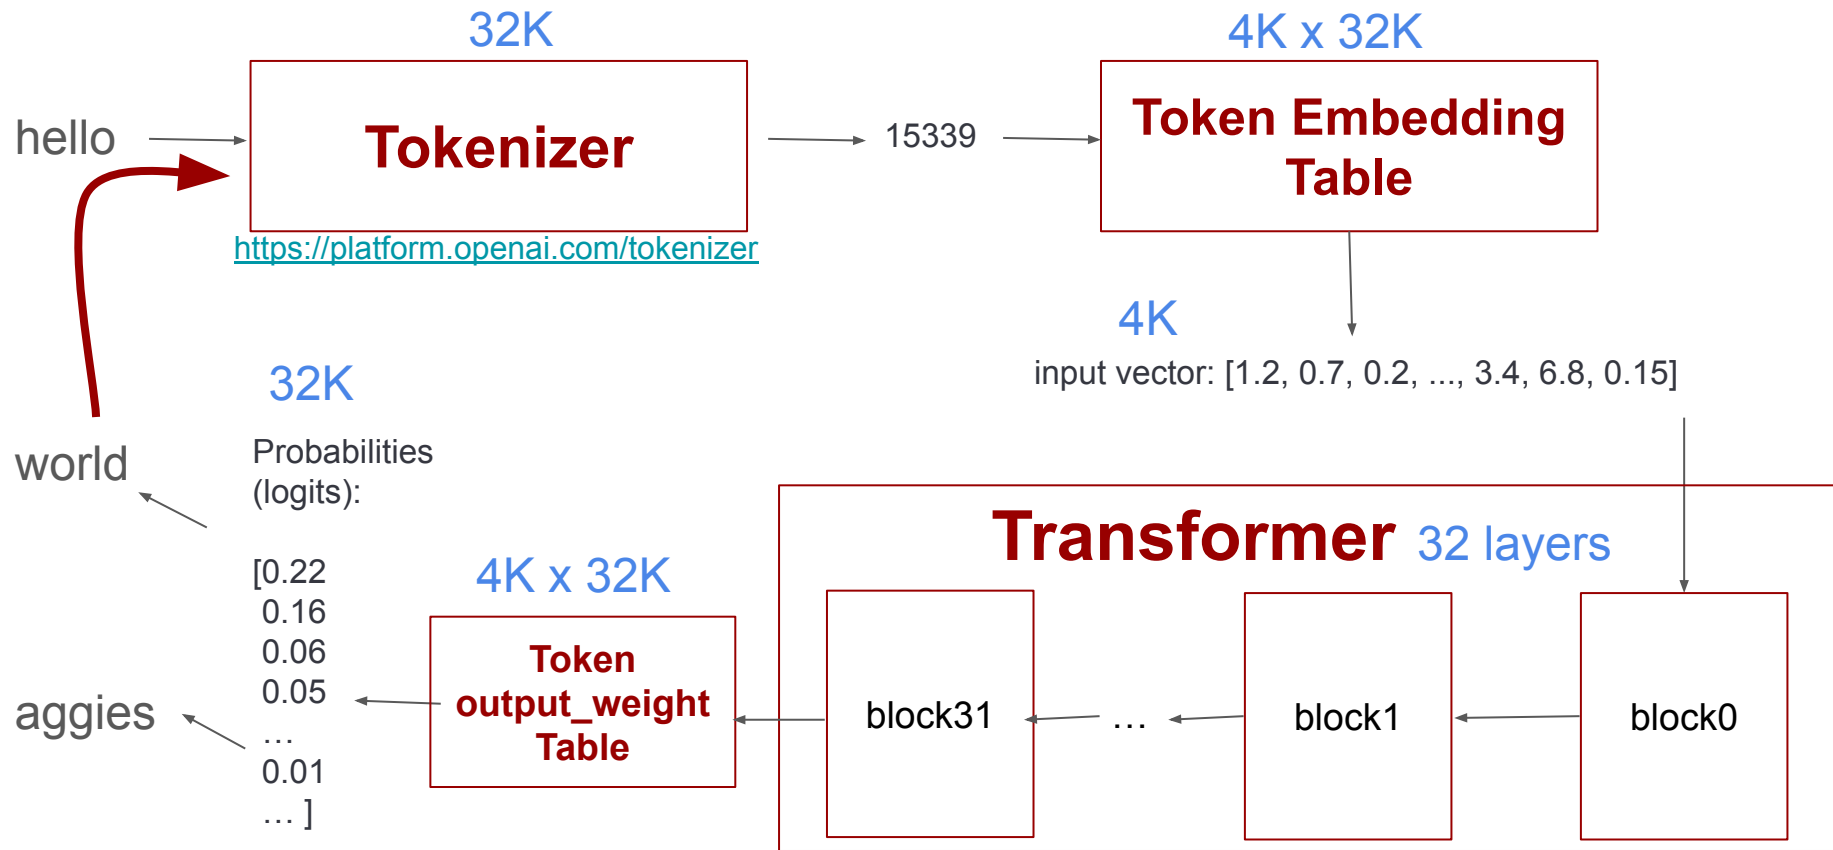 32K
4K x 32K
hello
Tokenizer
15339
Token Embedding
Table
https://platform.openai.com/tokenizer
4K
input vector: [1.2, 0.7, 0.2, ..., 3.4, 6.8, 0.15]
32K
Probabilities
(logits):
world
Transformer 32 layers
[0.22
0.16
0.06
0.05
…
0.01
… ]
4K x 32K
Token
output_weight
Table
aggies
block31
…
block1
block0